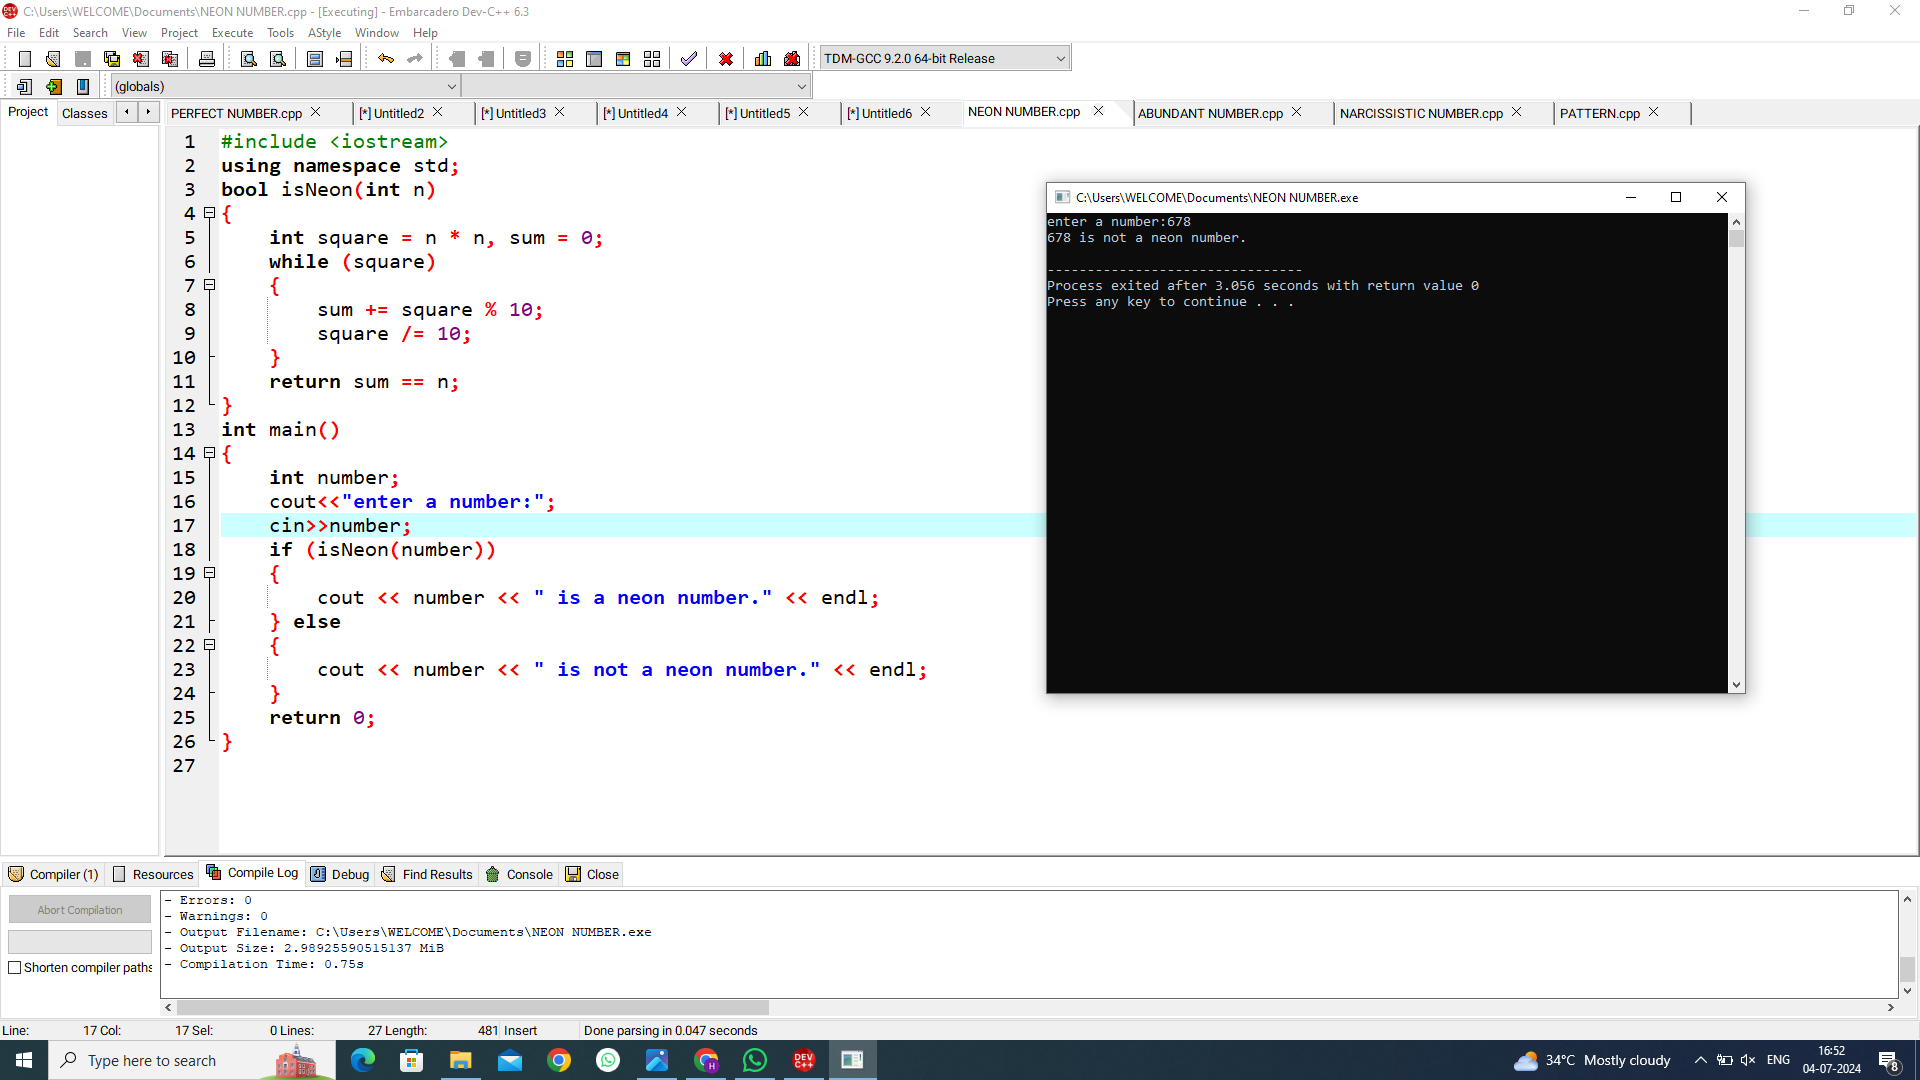 C:\Users\WELCOME\Documents\NEON NUMBER.cpp - [Executing] - Embarcadero Dev-C++ 6.3
File Edit Search View Project Execute Tools AStyle Window Help
TDM-GCC 9.2.0 64-bit Release
(globals)
Project Classes PERFECT NUMBER.cpp [*] Untitled2 [*] Untitled3 [*] Untitled4 [*] Untitled5 [*] Untitled6 NEON NUMBER.cpp ABUNDANT NUMBER.cpp NARCISSISTIC NUMBER.cpp PATTERN.cpp
1 #include <iostream>
2 using namespace std;
3 bool isNeon(int n)
4 {
5 int square = n * n, sum = 0;
6 while (square)
7 {
8 sum += square % 10;
9 square /= 10;
10 }
11 return sum == n;
12 }
13 int main()
14 {
15 int number;
16 cout<<"enter a number:";
17 cin>>number;
18 if (isNeon(number))
19 {
20 cout << number << " is a neon number." << endl;
21 } else
22 {
23 cout << number << " is not a neon number." << endl;
24 }
25 return 0;
26 }
27
C:\Users\WELCOME\Documents\NEON NUMBER.exe
enter a number:678
678 is not a neon number.
--------------------------------
Process exited after 3.056 seconds with return value 0
Press any key to continue . . .
Compiler (1) Resources Compile Log Debug Find Results Console Close
Abort Compilation
Shorten compiler paths
- Errors: 0
- Warnings: 0
- Output Filename: C:\Users\WELCOME\Documents\NEON NUMBER.exe
- Output Size: 2.98925590515137 MiB
- Compilation Time: 0.75s
Line: 17 Col: 17 Sel: 0 Lines: 27 Length: 481 Insert Done parsing in 0.047 seconds
Type here to search
DEV C++
34°C Mostly cloudy
ENG
16:52
04-07-2024
8